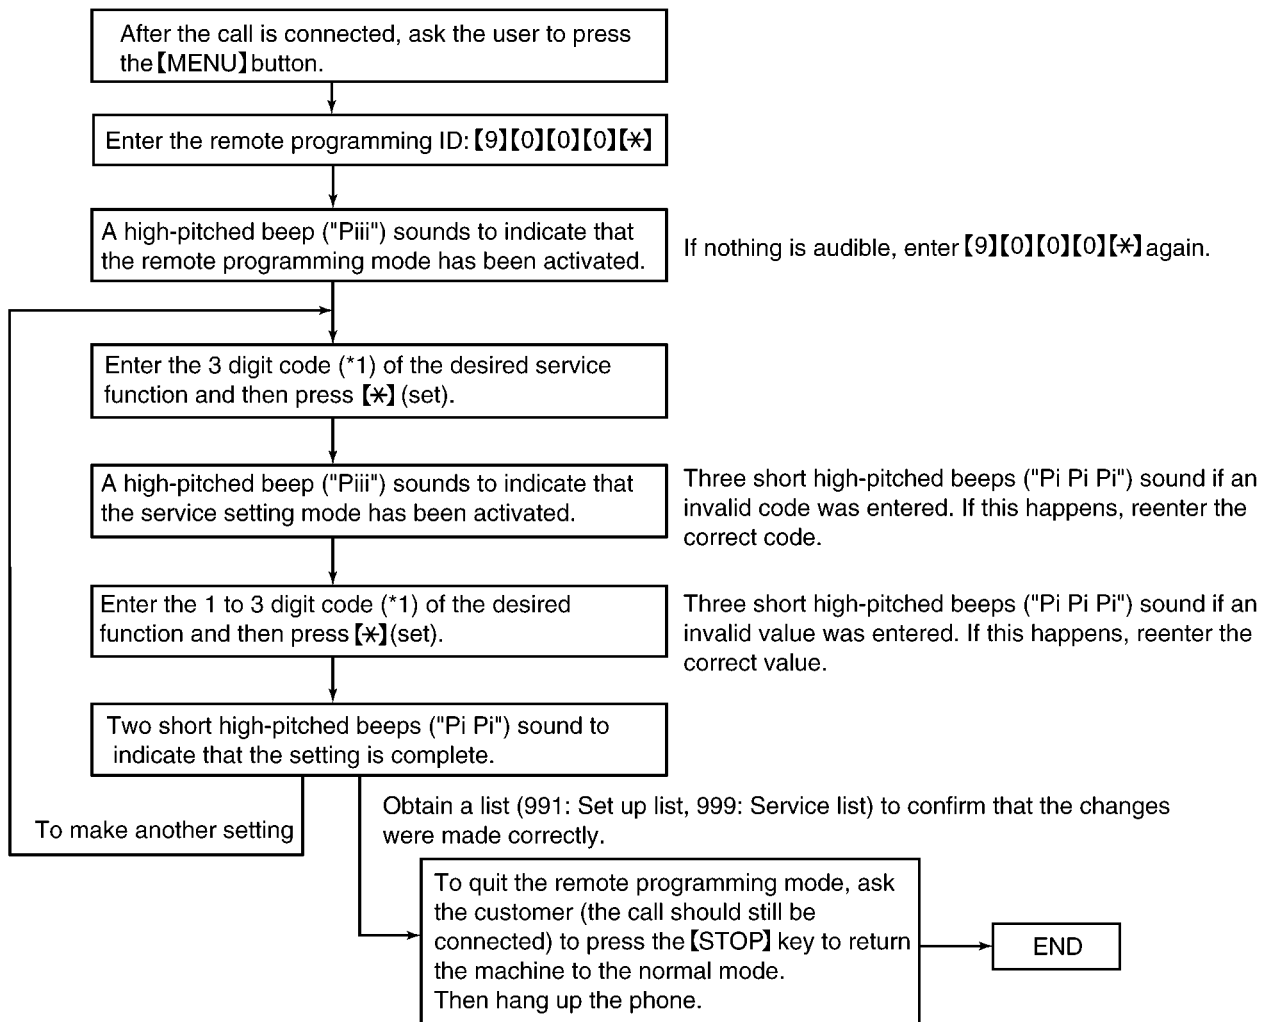 After the call is connected, ask the user to press
the【MENU】button.
Enter the remote programming ID:【9】【0】【0】【0】【*】
A high-pitched beep ("Piii") sounds to indicate that
the remote programming mode has been activated.
If nothing is audible, enter【9】【0】【0】【0】【*】again.
Enter the 3 digit code (*1) of the desired service
function and then press 【*】 (set).
A high-pitched beep ("Piii") sounds to indicate that
the service setting mode has been activated.
Three short high-pitched beeps ("Pi Pi Pi") sound if an
invalid code was entered. If this happens, reenter the
correct code.
Enter the 1 to 3 digit code (*1) of the desired
function and then press【*】(set).
Three short high-pitched beeps ("Pi Pi Pi") sound if an
invalid value was entered. If this happens, reenter the
correct value.
Two short high-pitched beeps ("Pi Pi") sound to
indicate that the setting is complete.
To make another setting
Obtain a list (991: Set up list, 999: Service list) to confirm that the changes
were made correctly.
To quit the remote programming mode, ask
the customer (the call should still be
connected) to press the【STOP】key to return
the machine to the normal mode.
Then hang up the phone.
END